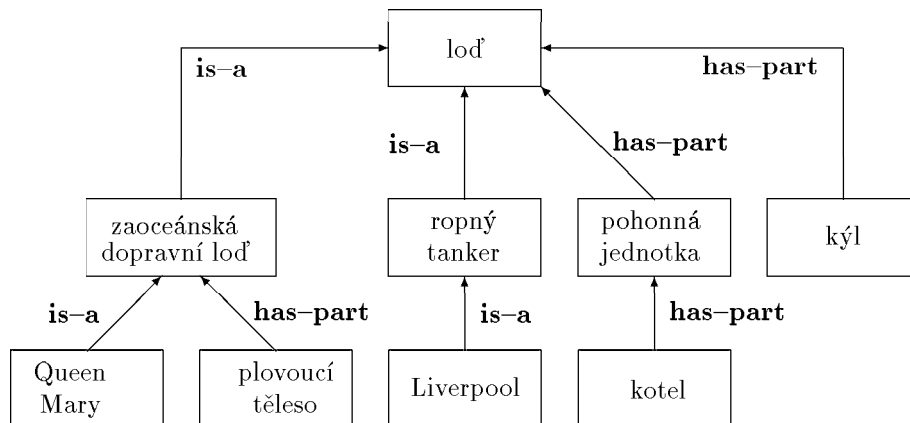 loď
is–a
has–part
is–a
has–part
zaoceánská
dopravní loď
ropný
tanker
pohonná
jednotka
kýl
is–a
has–part
is–a
has–part
Queen
Mary
plovoucí
těleso
Liverpool
kotel